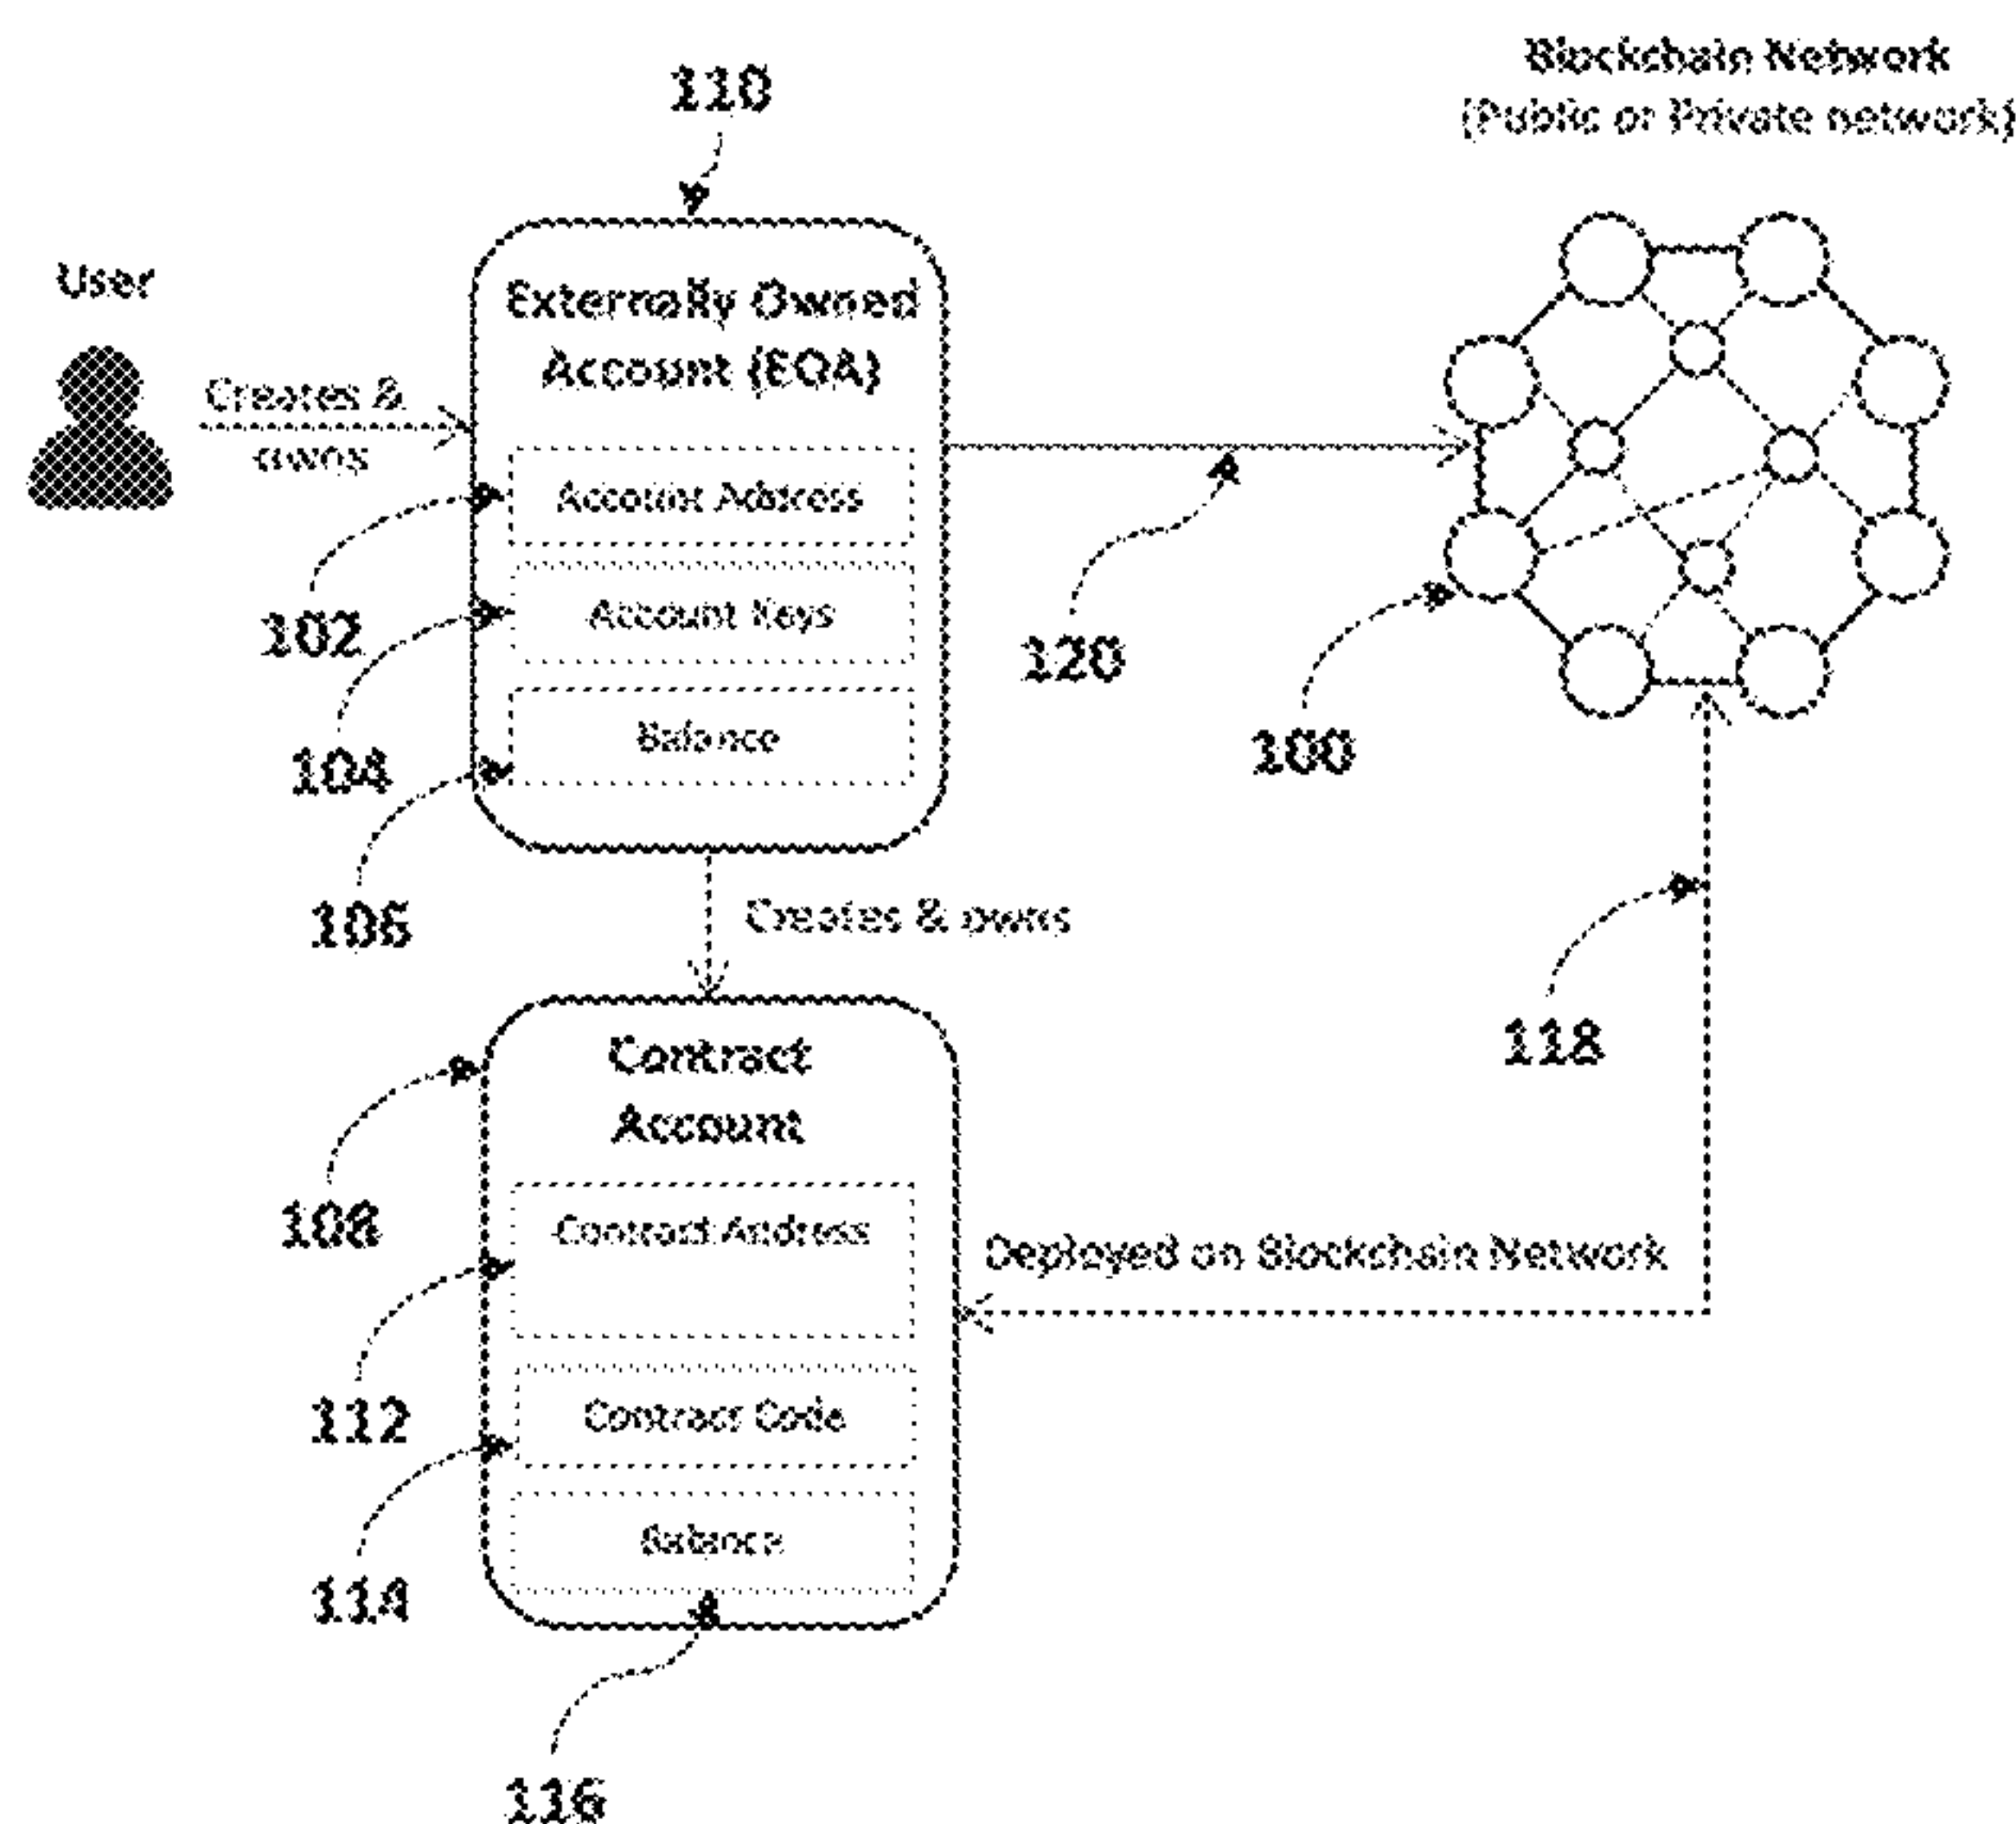 Blockchain Network
(Public or Private network)
110
User
Externally Owned
Account (EOA)
Creates &
owns
Account Address
102
Account Keys
104
Balance
106
120
100
Creates & owns
118
Contract
Account
108
Contract Address
Deployed on Blockchain Network
112
Contract Code
114
Balance
116